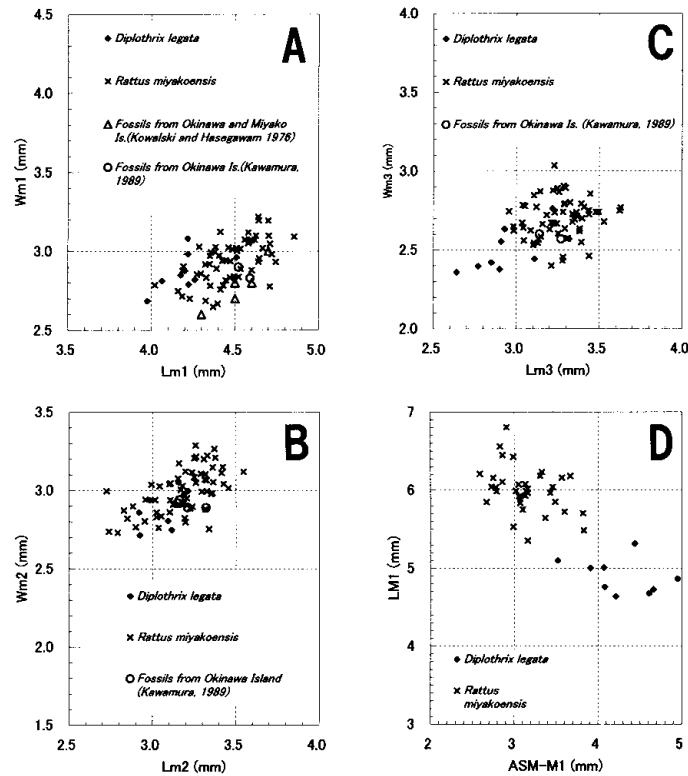 A
Wm1 (mm)
4.5
4.0
3.5
3.0
2.5
Diplothrix legata
Rattus miyakoensis
Fossils from Okinawa and Miyako
Is.(Kowalski and Hasegawam 1976)
Fossils from Okinawa Is.(Kawamura,
1989)
3.5 4.0 4.5 5.0
Lm1 (mm)
C
Wm3 (mm)
4.0
3.5
3.0
2.5
2.0
Diplothrix legata
Rattus miyakoensis
Fossils from Okinawa Is. (Kawamura, 1989)
2.5 3.0 3.5 4.0
Lm3 (mm)
B
Wm2 (mm)
3.5
3.0
2.5
2.0
1.5
Diplothrix legata
Rattus miyakoensis
Fossils from Okinawa Island
(Kawamura, 1989)
2.5 3.0 3.5 4.0
Lm2 (mm)
D
LM1 (mm)
7
6
5
4
3
Diplothrix legata
Rattus
miyakoensis
2 3 4 5
ASM-M1 (mm)